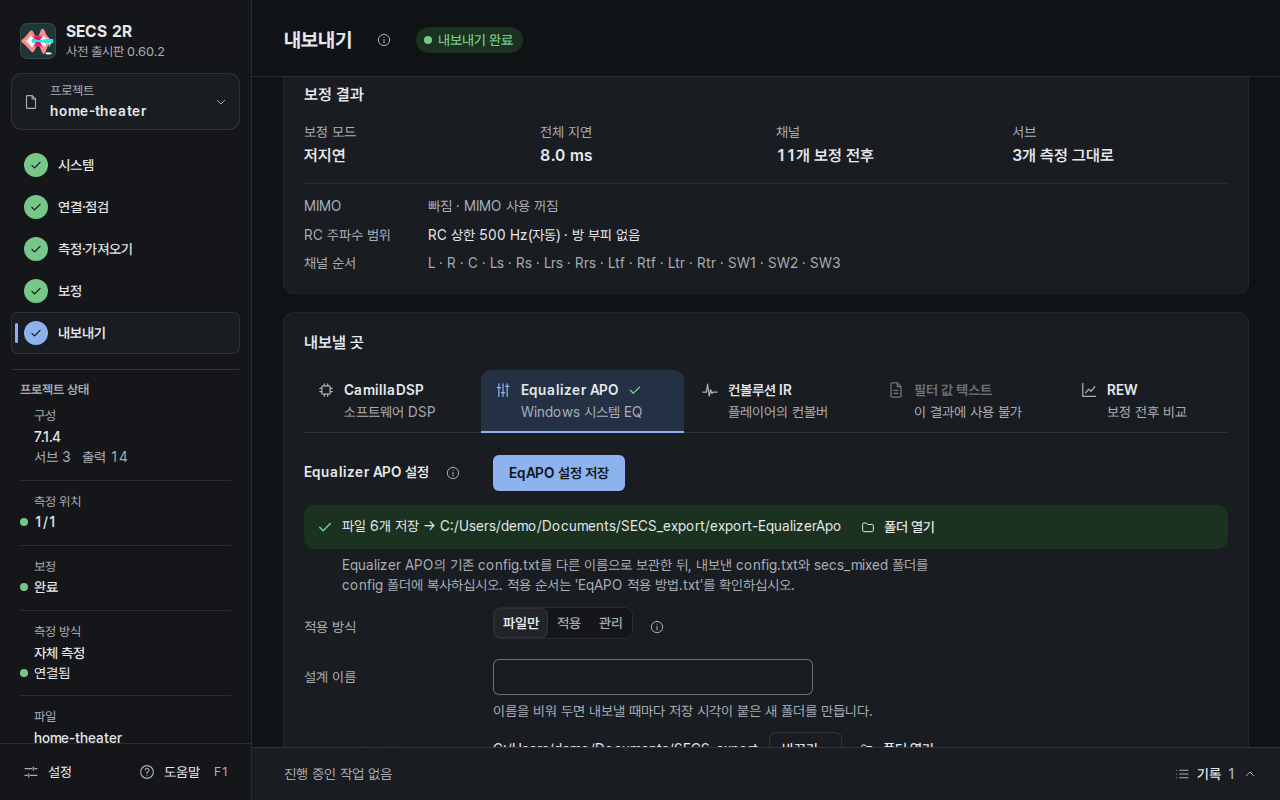 SECS 2R
사전 출시판 0.60.2
프로젝트
home-theater
시스템
연결·점검
측정·가져오기
보정
내보내기
프로젝트 상태
구성
7.1.4
서브 3 출력 14
측정 위치
1/1
보정
완료
측정 방식
자체 측정
연결됨
파일
home-theater
설정
도움말 F1
내보내기
내보내기 완료
보정 결과
보정 모드
저지연
전체 지연
8.0 ms
채널
11개 보정 전후
서브
3개 측정 그대로
MIMO 빠짐 · MIMO 사용 꺼짐
RC 주파수 범위 RC 상한 500 Hz(자동) · 방 부피 없음
채널 순서 L · R · C · Ls · Rs · Lrs · Rrs · Ltf · Rtf · Ltr · Rtr · SW1 · SW2 · SW3
내보낼 곳
CamillaDSP
소프트웨어 DSP
Equalizer APO
Windows 시스템 EQ
컨볼루션 IR
플레이어의 컨볼버
필터 값 텍스트
이 결과에 사용 불가
REW
보정 전후 비교
Equalizer APO 설정
EqAPO 설정 저장
파일 6개 저장 → C:/Users/demo/Documents/SECS_export/export-EqualizerApo 폴더 열기
Equalizer APO의 기존 config.txt를 다른 이름으로 보관한 뒤, 내보낸 config.txt와 secs_mixed 폴더를
config 폴더에 복사하십시오. 적용 순서는 'EqAPO 적용 방법.txt'를 확인하십시오.
적용 방식 파일만 적용 관리
설계 이름
이름을 비워 두면 내보낼 때마다 저장 시각이 붙은 새 폴더를 만듭니다.
C:/Users/demo/Documents/SECS_export 폴더 열기
진행 중인 작업 없음
기록 1